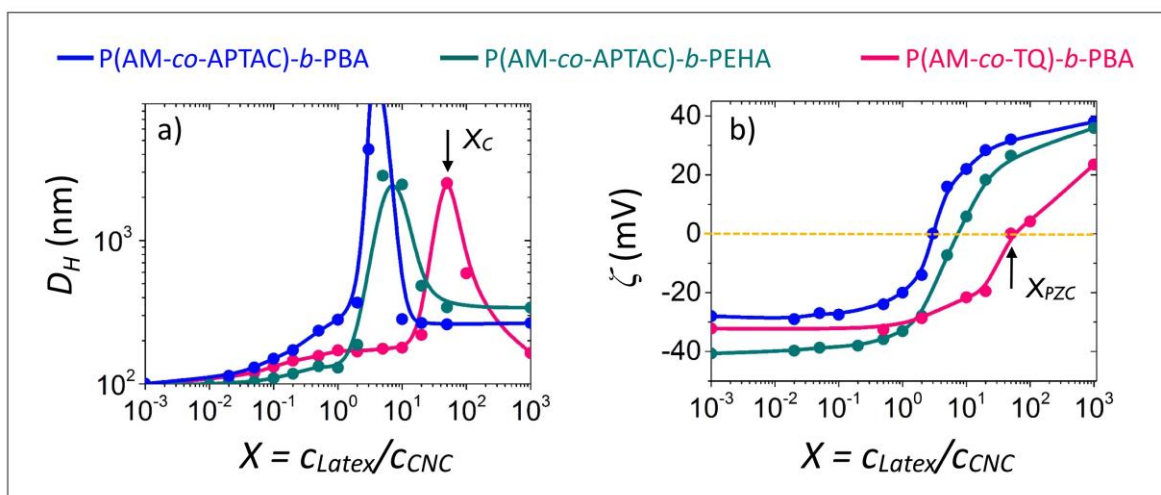 P(AM-co-APTAC)-b-PBA P(AM-co-APTAC)-b-PEHA P(AM-co-TQ)-b-PBA
a)
X_C
D_H (nm)
10^3
10^2
10^-3 10^-2 10^-1 10^0 10^1 10^2 10^3
X = c_Latex/c_CNC
b)
ζ (mV)
40
20
0
-20
-40
X_PZC
10^-3 10^-2 10^-1 10^0 10^1 10^2 10^3
X = c_Latex/c_CNC